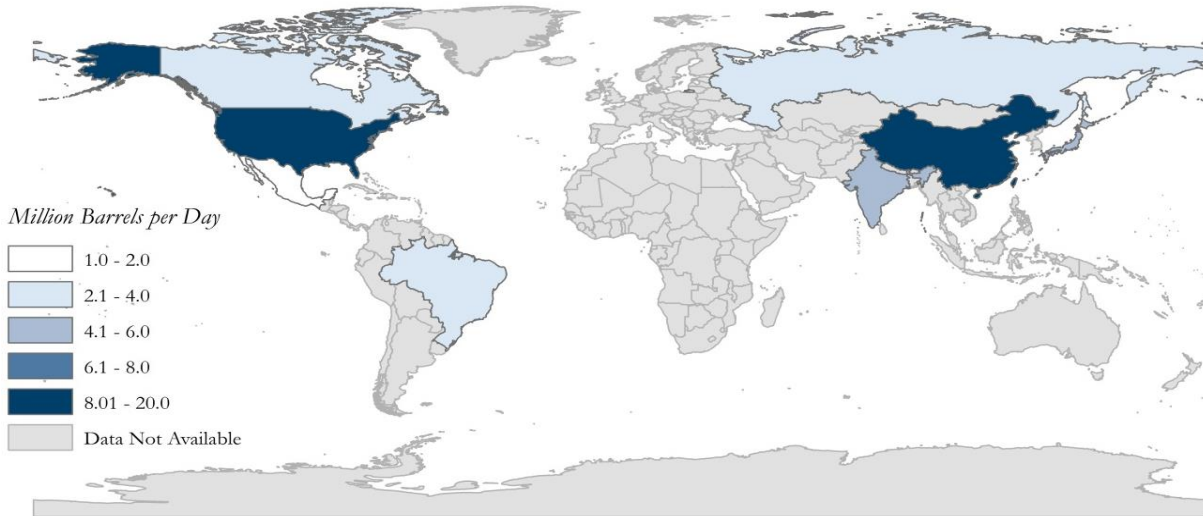 Million Barrels per Day
1.0 - 2.0
2.1 - 4.0
4.1 - 6.0
6.1 - 8.0
8.01 - 20.0
Data Not Available